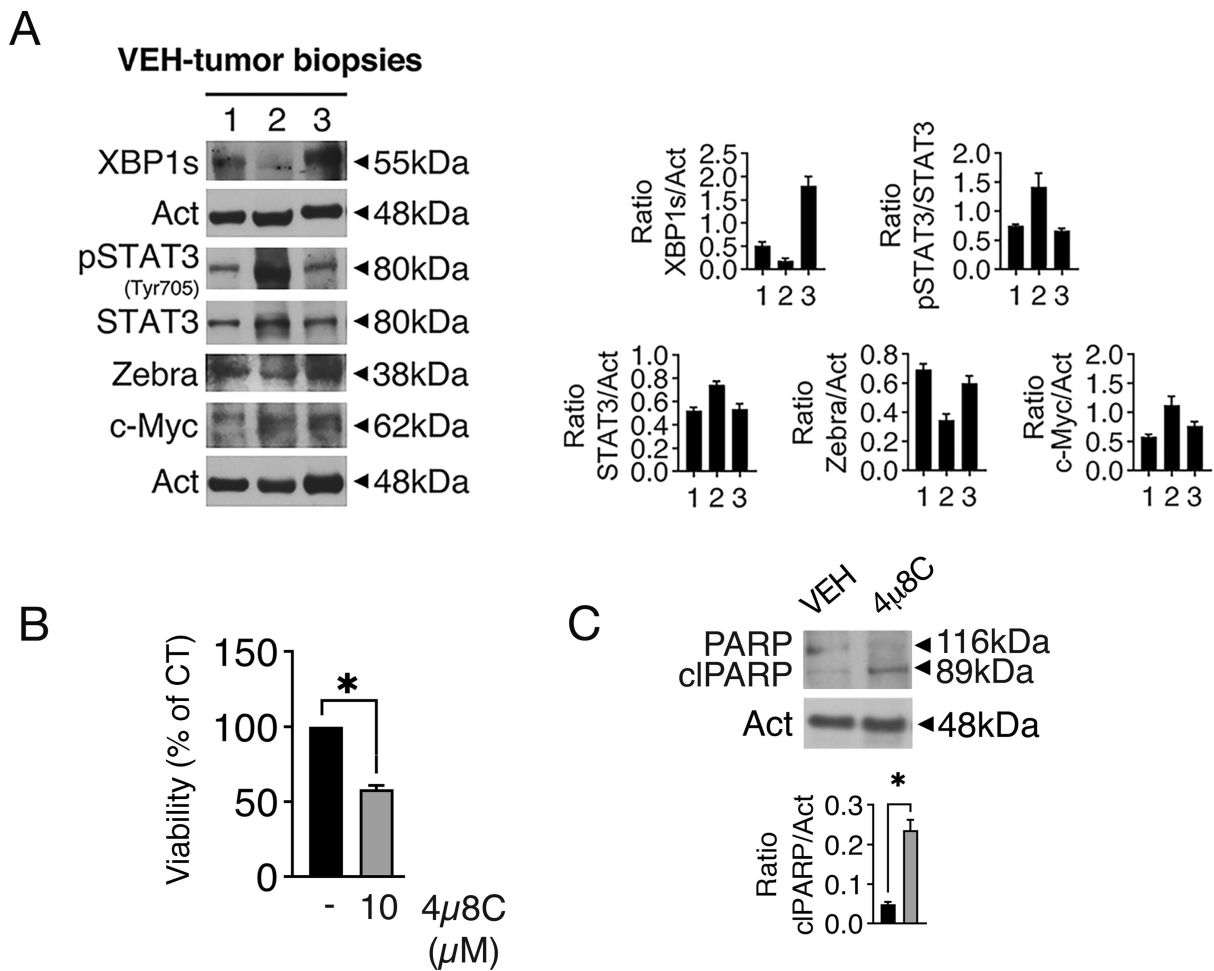 A
VEH-tumor biopsies
1 2 3
XBP1s ◄55kDa
Act ◄48kDa
pSTAT3 ◄80kDa
(Tyr705)
STAT3 ◄80kDa
Zebra ◄38kDa
c-Myc ◄62kDa
Act ◄48kDa
Ratio
XBP1s/Act
2.5
2.0
1.5
1.0
0.5
0.0
1 2 3
Ratio
pSTAT3/STAT3
2.0
1.5
1.0
0.5
0.0
1 2 3
Ratio
STAT3/Act
1.0
0.8
0.6
0.4
0.2
0.0
1 2 3
Ratio
Zebra/Act
0.8
0.6
0.4
0.2
0.0
1 2 3
Ratio
c-Myc/Act
2.0
1.5
1.0
0.5
0.0
1 2 3
B
Viability (% of CT)
150
100
50
0
*
- 10 4µ8C
(µM)
C
VEH 4µ8C
PARP ◄116kDa
clPARP ◄89kDa
Act ◄48kDa
Ratio
clPARP/Act
0.3
0.2
0.1
0.0
*